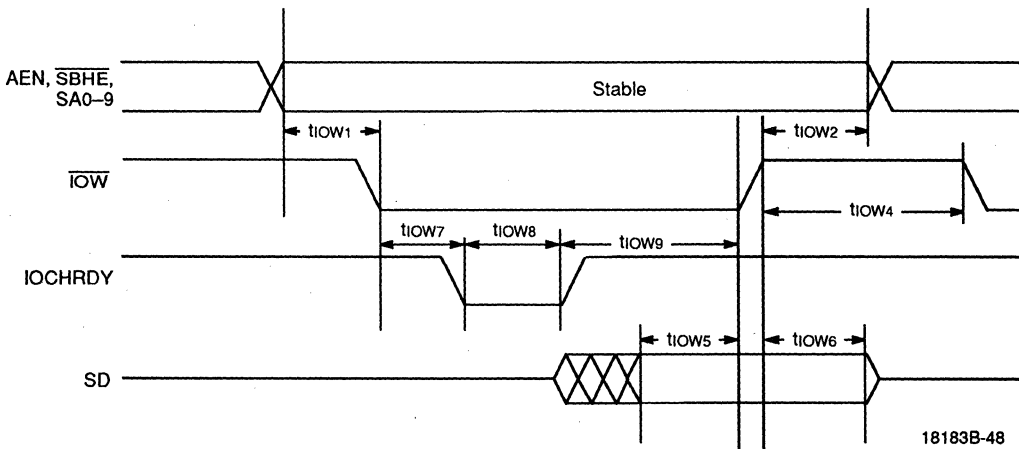 AEN, SBHE,
SA0–9
Stable
tIOW1
tIOW2
IOW
tIOW4
tIOW7
tIOW8
tIOW9
IOCHRDY
tIOW5
tIOW6
SD
18183B-48